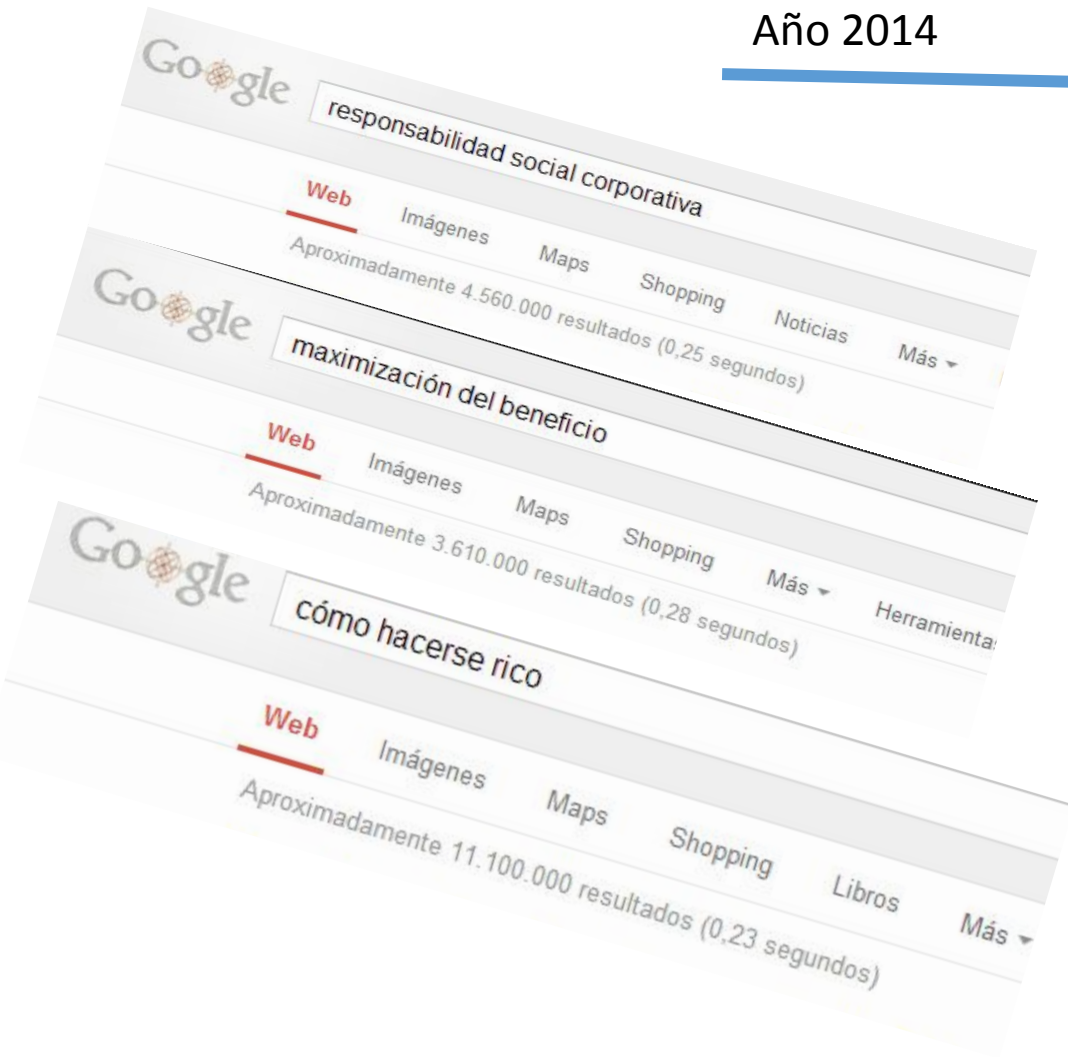 Año 2014
Google
responsabilidad social corporativa
Web Imágenes Maps Shopping Noticias Más
Aproximadamente 4.560.000 resultados (0,25 segundos)
Google
maximización del beneficio
Web Imágenes Maps Shopping Más Herramientas
Aproximadamente 3.610.000 resultados (0,28 segundos)
Google
cómo hacerse rico
Web Imágenes Maps Shopping Libros Más
Aproximadamente 11.100.000 resultados (0,23 segundos)